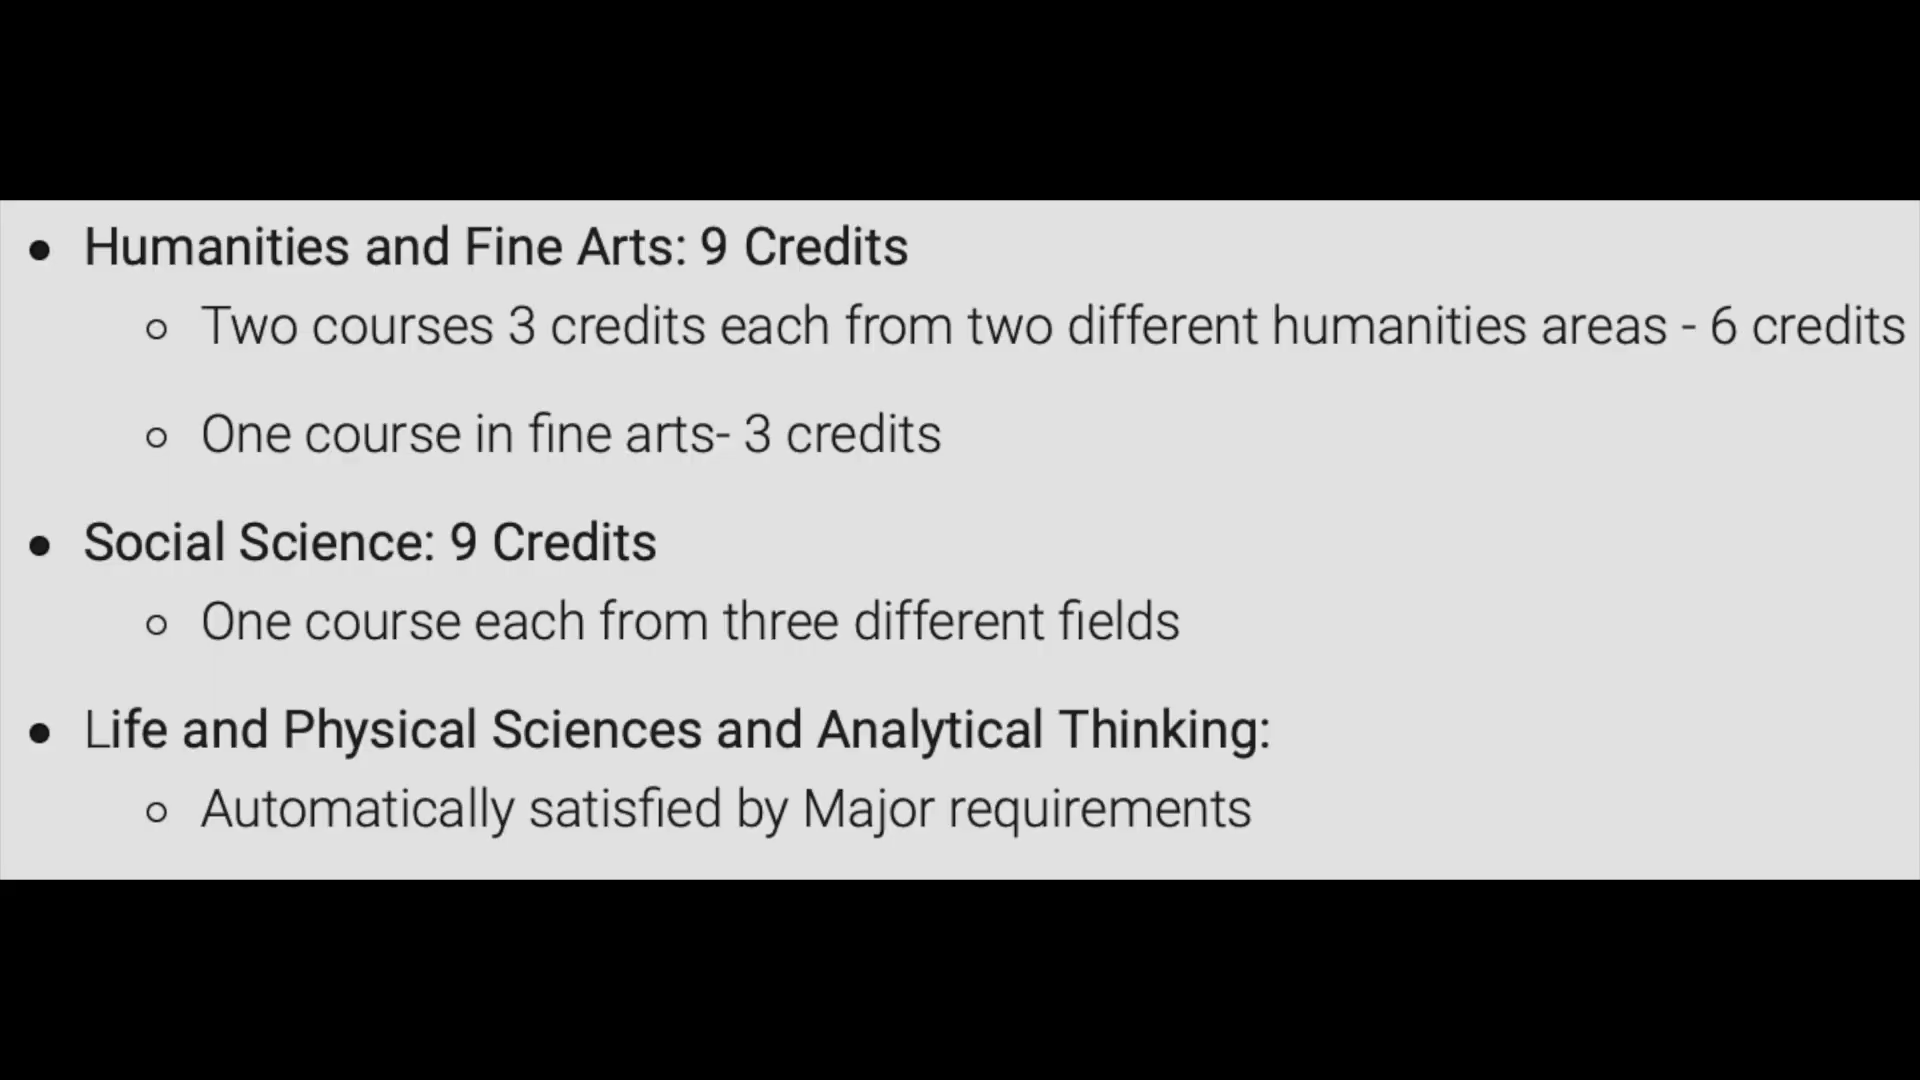 • Humanities and Fine Arts: 9 Credits
○ Two courses 3 credits each from two different humanities areas - 6 credits
○ One course in fine arts- 3 credits
• Social Science: 9 Credits
○ One course each from three different fields
• Life and Physical Sciences and Analytical Thinking:
○ Automatically satisfied by Major requirements